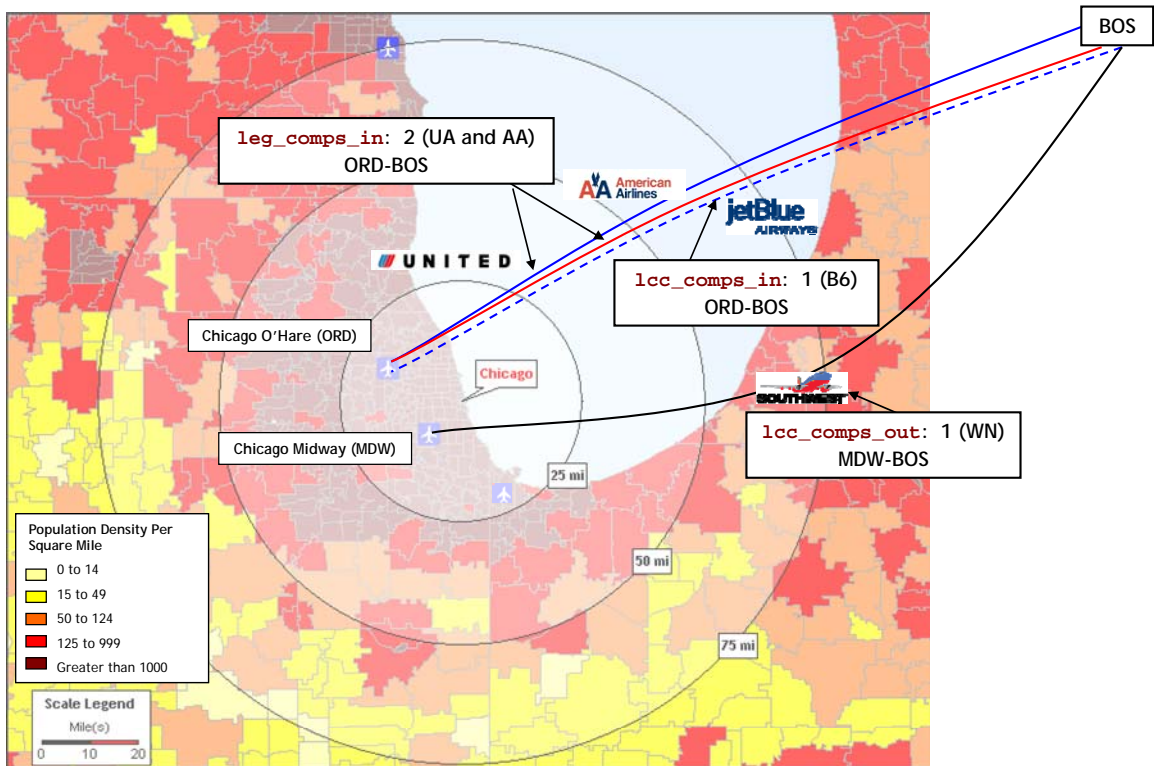 BOS
leg_comps_in: 2 (UA and AA)
ORD-BOS
AA American
Airlines
jetBlue
AIRWAYS®
UNITED
lcc_comps_in: 1 (B6)
ORD-BOS
Chicago O'Hare (ORD)
Chicago
SOUTHWEST
Chicago Midway (MDW)
lcc_comps_out: 1 (WN)
MDW-BOS
25 mi
50 mi
75 mi
Population Density Per
Square Mile
0 to 14
15 to 49
50 to 124
125 to 999
Greater than 1000
Scale Legend
Mile(s)
0 10 20